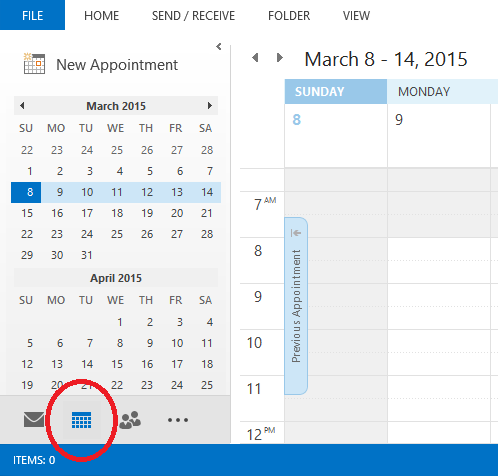 FILE HOME SEND / RECEIVE FOLDER VIEW
New Appointment
March 2015
SU MO TU WE TH FR SA
22 23 24 25 26 27 28
1 2 3 4 5 6 7
8 9 10 11 12 13 14
15 16 17 18 19 20 21
22 23 24 25 26 27 28
29 30 31
April 2015
SU MO TU WE TH FR SA
1 2 3 4
5 6 7 8 9 10 11
12 13 14 15 16 17 18
19 20 21 22 23 24 25
ITEMS: 0
March 8 - 14, 2015
SUNDAY MONDAY
8 9
7 AM
8
9
10
11
12 PM
Previous Appointment